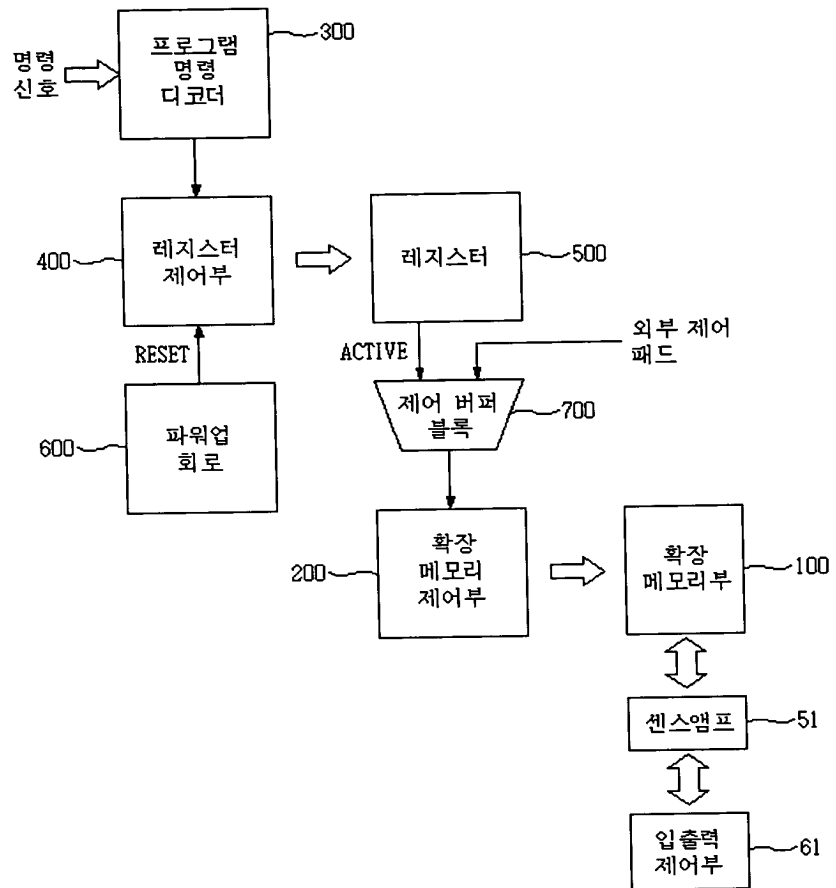 300
프로그램
명령
디코더
명령
신호
400
레지스터
제어부
레지스터
500
RESET
ACTIVE
외부 제어
패드
제어 버퍼
블록
700
600
파워업
회로
200
확장
메모리
제어부
확장
메모리부
100
센스앰프
51
입출력
제어부
61